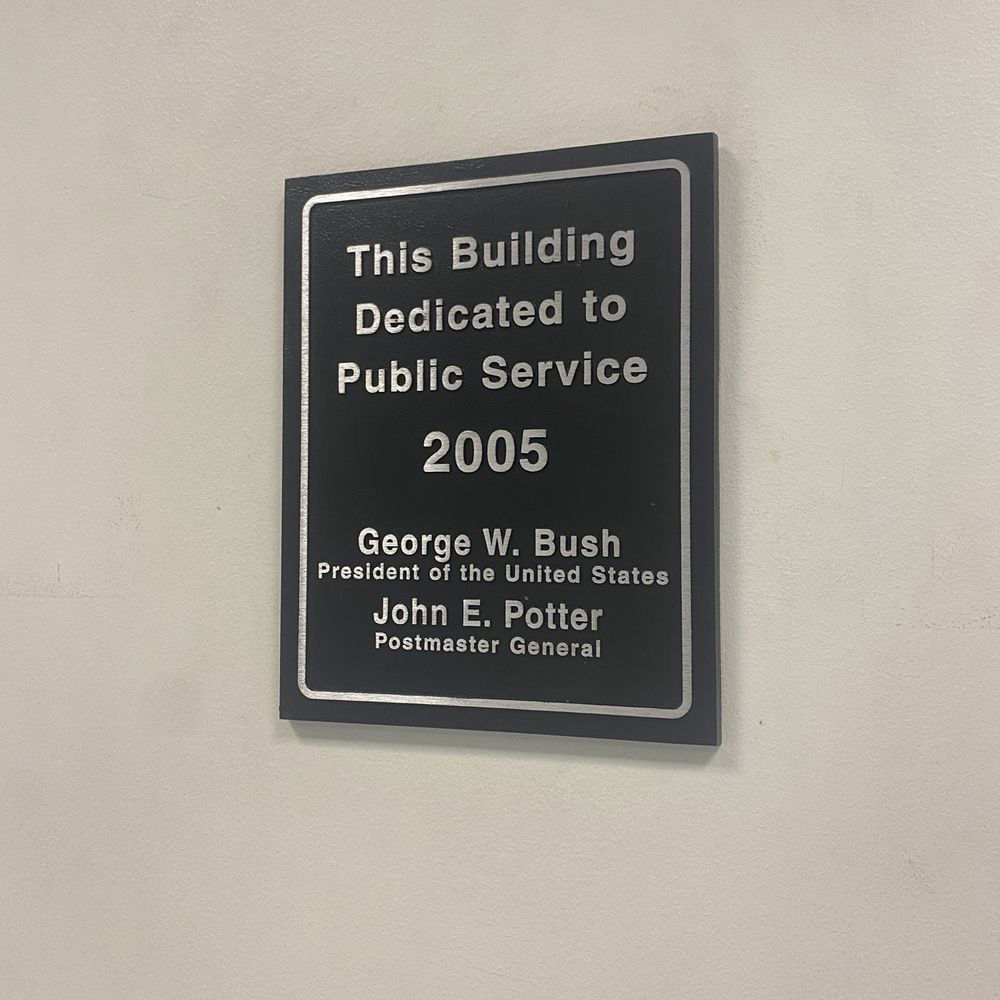 This Building
Dedicated to
Public Service
2005
George W. Bush
President of the United States
John E. Potter
Postmaster General